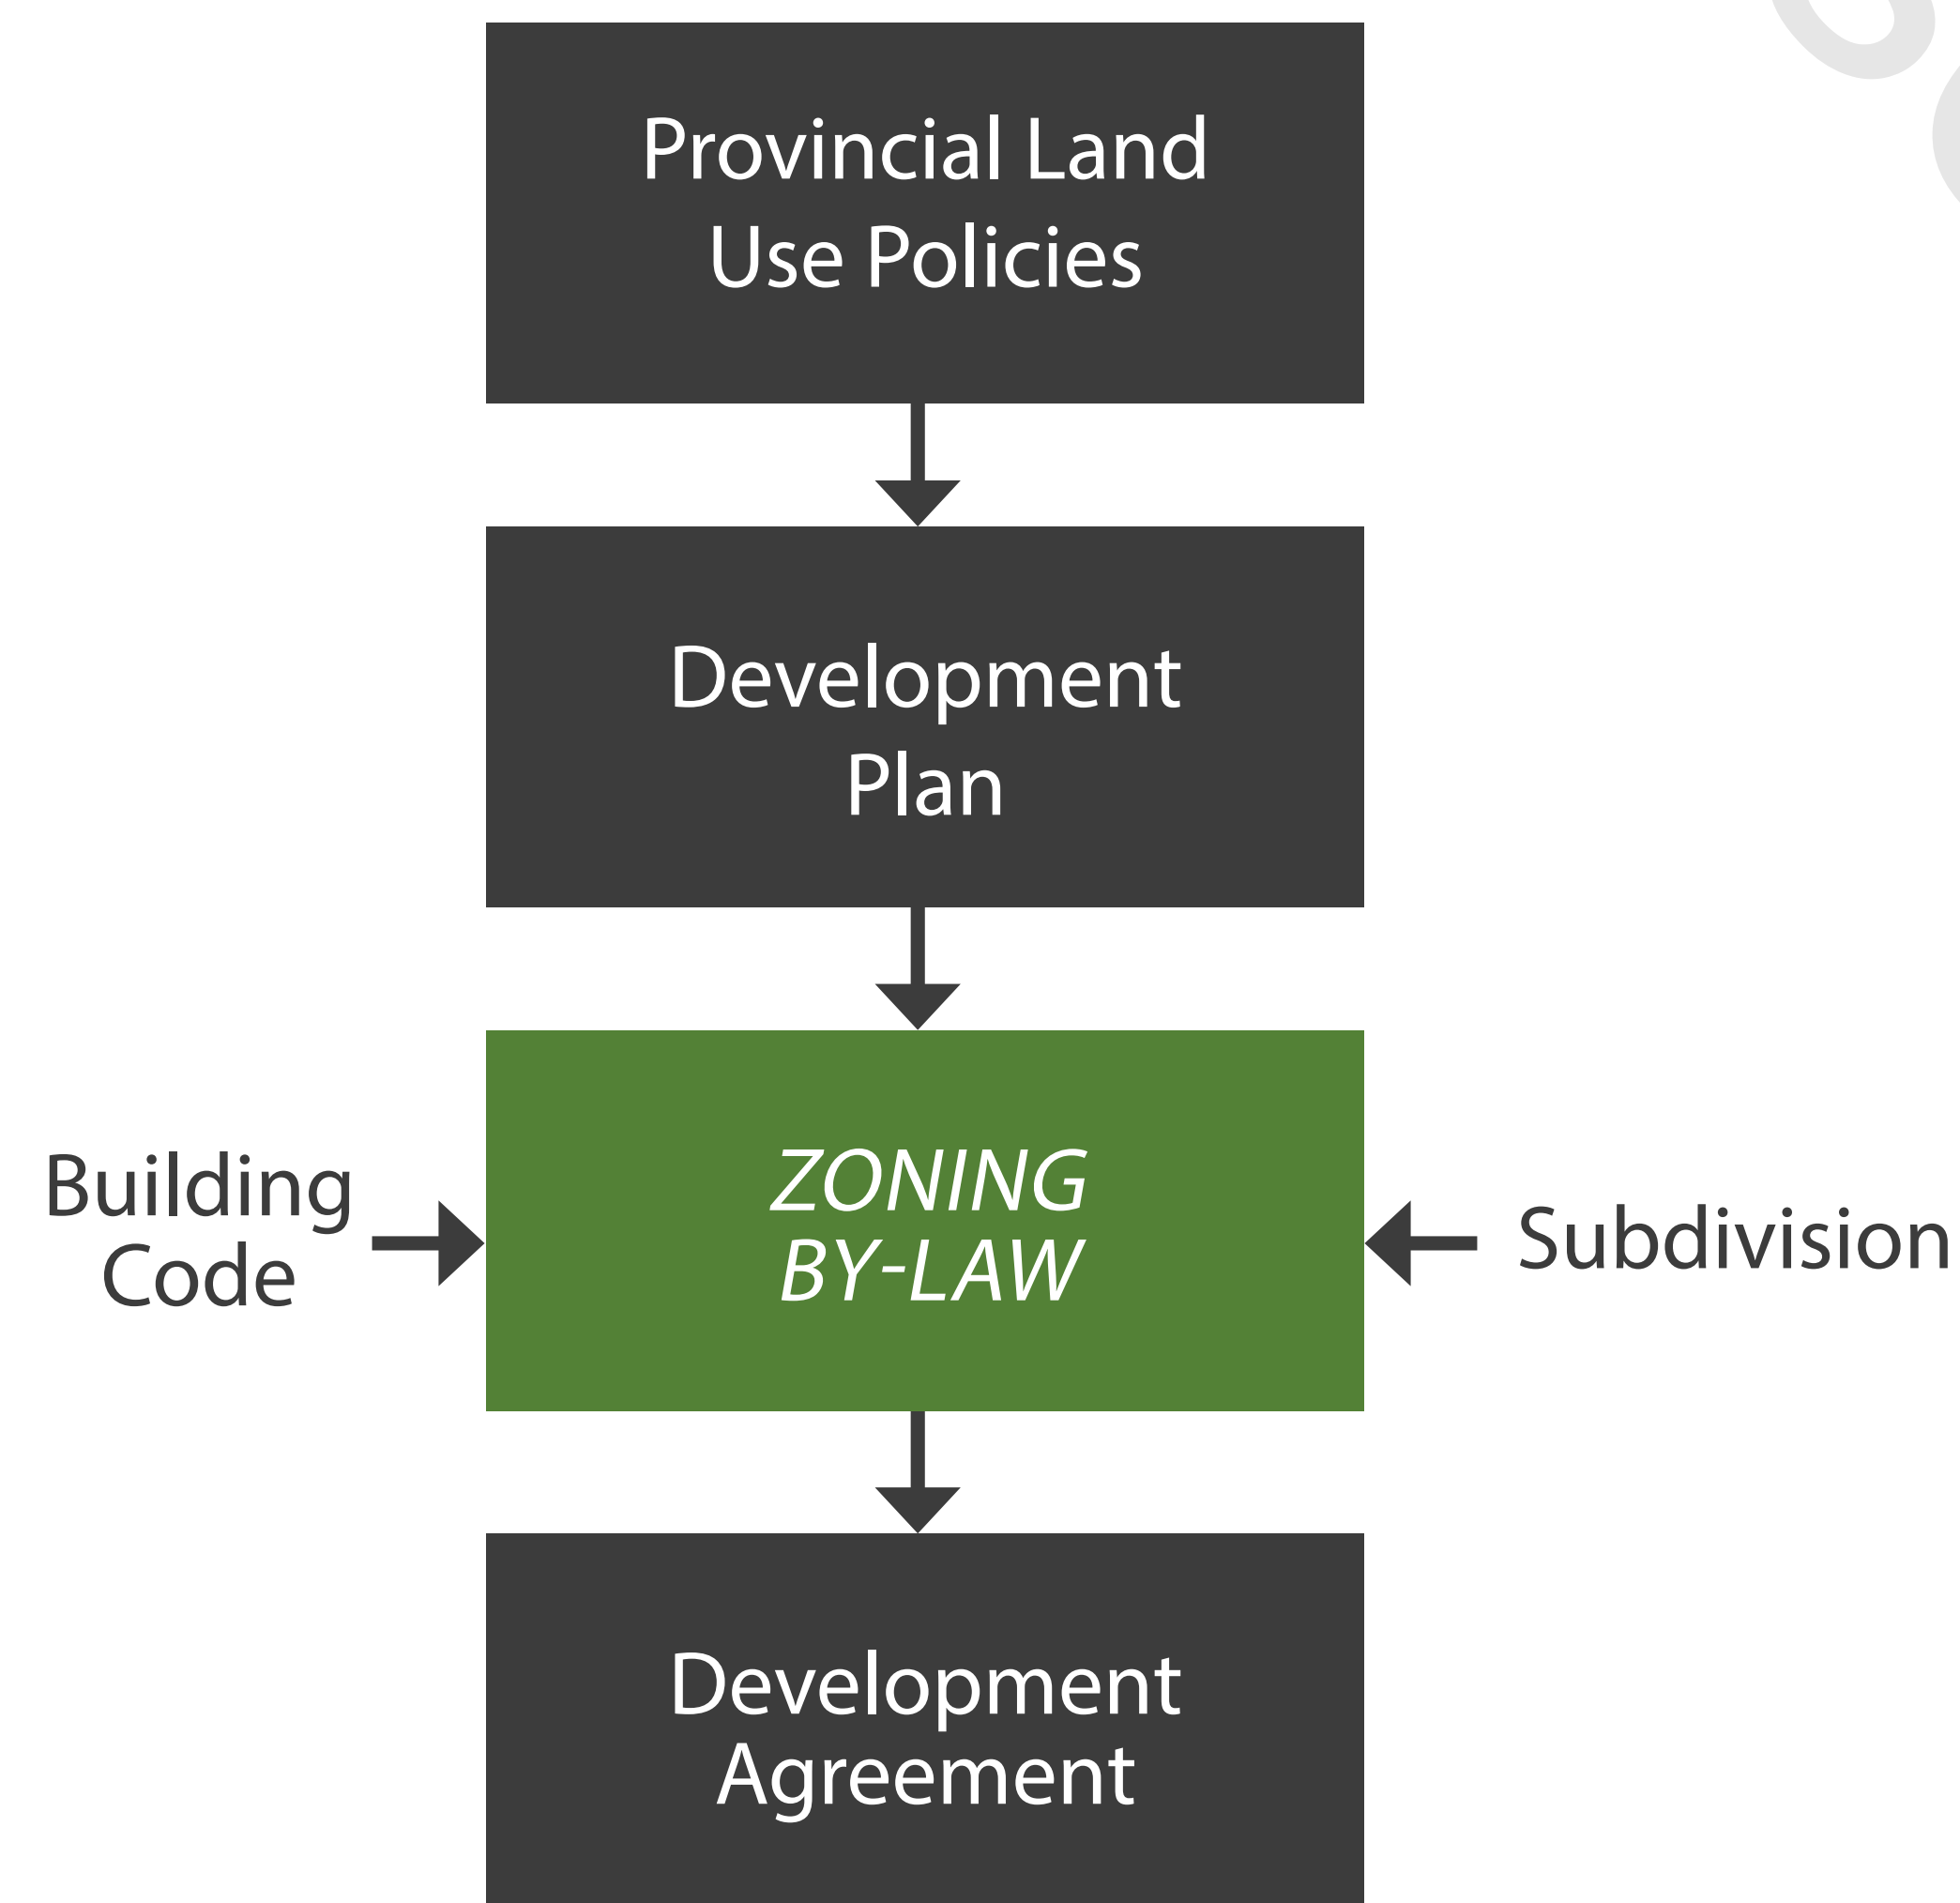 Provincial Land
Use Policies
Development
Plan
Building
Code
ZONING
BY-LAW
Subdivision
Development
Agreement